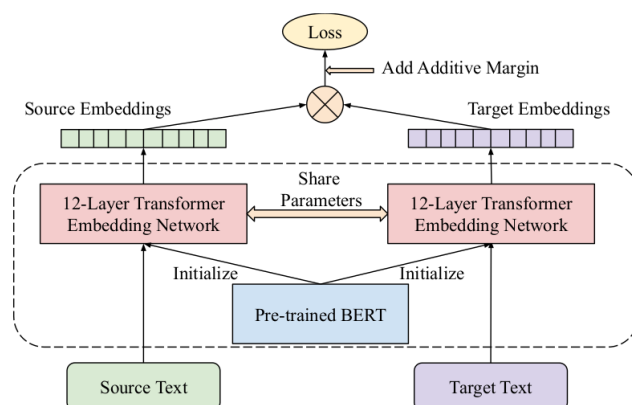 Loss
Add Additive Margin
Source Embeddings
Target Embeddings
12-Layer Transformer
Embedding Network
Share
Parameters
12-Layer Transformer
Embedding Network
Initialize
Initialize
Pre-trained BERT
Source Text
Target Text